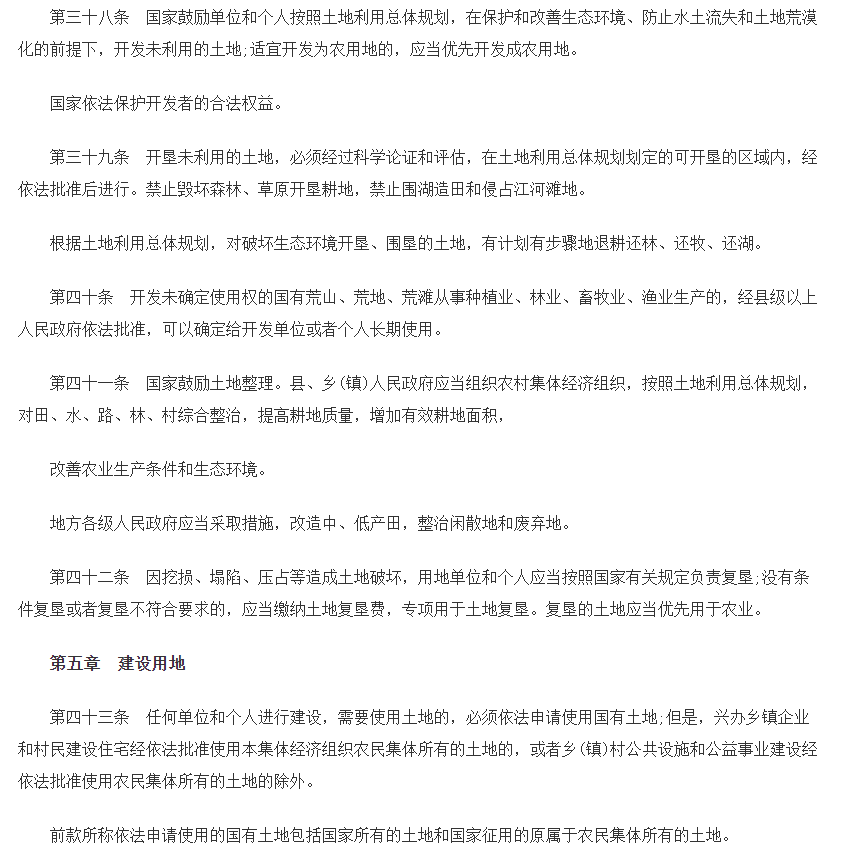 第三十八条　国家鼓励单位和个人按照土地利用总体规划，在保护和改善生态环境、防止水土流失和土地荒漠
化的前提下，开发未利用的土地;适宜开发为农用地的，应当优先开发成农用地。
国家依法保护开发者的合法权益。
第三十九条　开垦未利用的土地，必须经过科学论证和评估，在土地利用总体规划划定的可开垦的区域内，经
依法批准后进行。禁止毁坏森林、草原开垦耕地，禁止围湖造田和侵占江河滩地。
根据土地利用总体规划，对破坏生态环境开垦、围垦的土地，有计划有步骤地退耕还林、还牧、还湖。
第四十条　开发未确定使用权的国有荒山、荒地、荒滩从事种植业、林业、畜牧业、渔业生产的，经县级以上
人民政府依法批准，可以确定给开发单位或者个人长期使用。
第四十一条　国家鼓励土地整理。县、乡(镇)人民政府应当组织农村集体经济组织，按照土地利用总体规划，
对田、水、路、林、村综合整治，提高耕地质量，增加有效耕地面积，
改善农业生产条件和生态环境。
地方各级人民政府应当采取措施，改造中、低产田，整治闲散地和废弃地。
第四十二条　因挖损、塌陷、压占等造成土地破坏，用地单位和个人应当按照国家有关规定负责复垦;没有条
件复垦或者复垦不符合要求的，应当缴纳土地复垦费，专项用于土地复垦。复垦的土地应当优先用于农业。
第五章　建设用地
第四十三条　任何单位和个人进行建设，需要使用土地的，必须依法申请使用国有土地;但是，兴办乡镇企业
和村民建设住宅经依法批准使用本集体经济组织农民集体所有的土地的，或者乡(镇)村公共设施和公益事业建设经
依法批准使用农民集体所有的土地的除外。
前款所称依法申请使用的国有土地包括国家所有的土地和国家征用的原属于农民集体所有的土地。